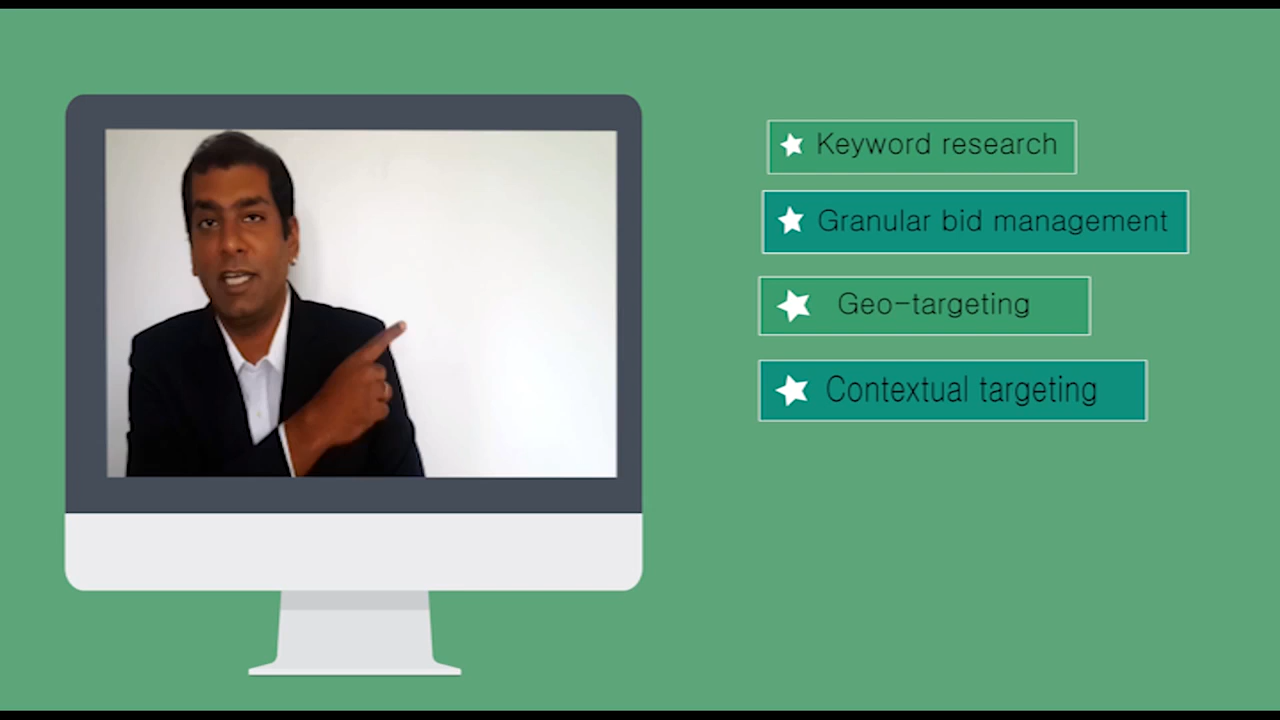 Keyword research
Granular bid management
Geo-targeting
Contextual targeting